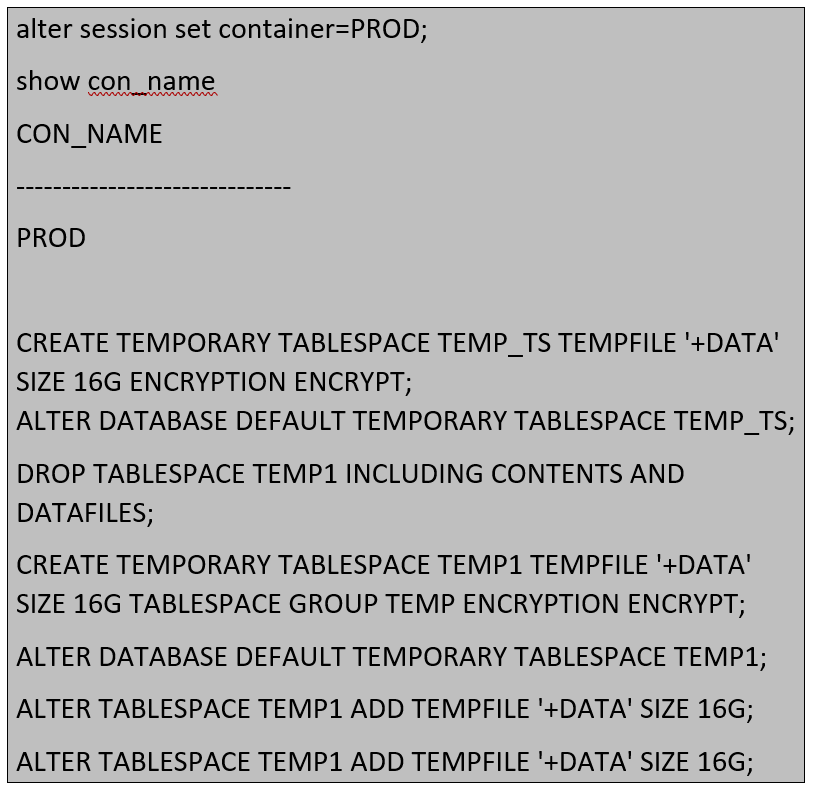 alter session set container=PROD;
show con_name
CON_NAME
------------------------------
PROD
CREATE TEMPORARY TABLESPACE TEMP_TS TEMPFILE '+DATA'
SIZE 16G ENCRYPTION ENCRYPT;
ALTER DATABASE DEFAULT TEMPORARY TABLESPACE TEMP_TS;
DROP TABLESPACE TEMP1 INCLUDING CONTENTS AND
DATAFILES;
CREATE TEMPORARY TABLESPACE TEMP1 TEMPFILE '+DATA'
SIZE 16G TABLESPACE GROUP TEMP ENCRYPTION ENCRYPT;
ALTER DATABASE DEFAULT TEMPORARY TABLESPACE TEMP1;
ALTER TABLESPACE TEMP1 ADD TEMPFILE '+DATA' SIZE 16G;
ALTER TABLESPACE TEMP1 ADD TEMPFILE '+DATA' SIZE 16G;